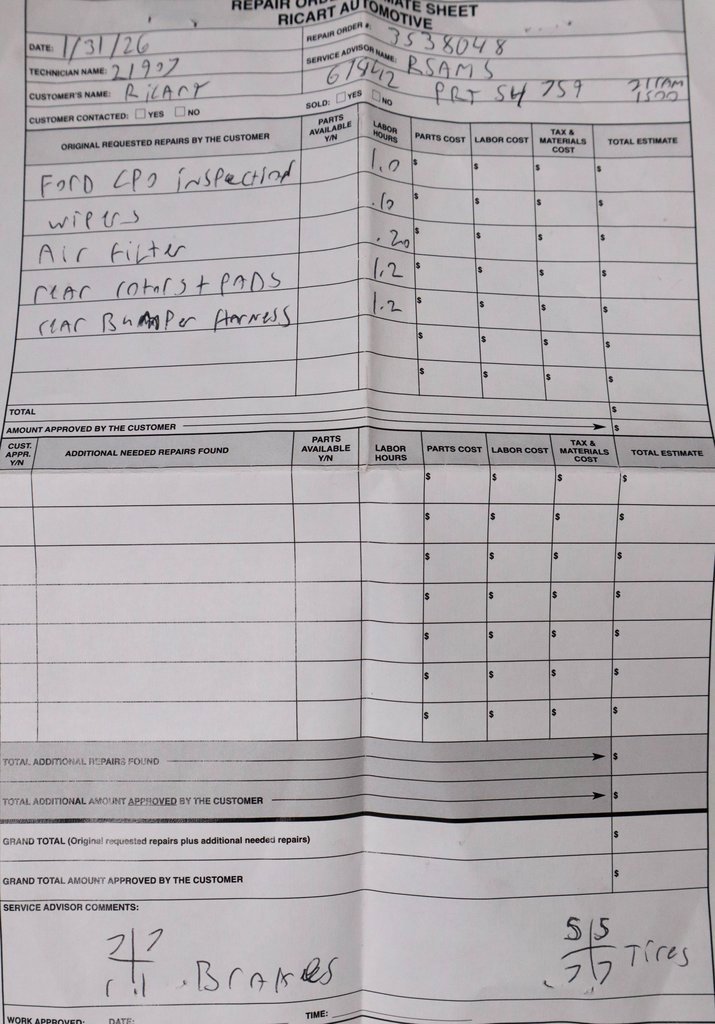 REPAIR ORDER ESTIMATE SHEET
RICART AUTOMOTIVE
DATE: 1/31/26
REPAIR ORDER #: 3538048
TECHNICIAN NAME: 21907
SERVICE ADVISOR NAME: RSAMS
61442
CUSTOMER'S NAME: RiCART
PRT SH 759
CUSTOMER CONTACTED: YES NO
SOLD: YES NO
ORIGINAL REQUESTED REPAIRS BY THE CUSTOMER PARTS AVAILABLE Y/N LABOR HOURS PARTS COST LABOR COST TAX & MATERIALS COST TOTAL ESTIMATE
FORD CPO inspection 1.0 $ $ $ $
wipers .10 $ $ $ $
Air filter .20 $ $ $ $
rear rotors + PADS 1.2 $ $ $ $
rear Bumper Harness 1.2 $ $ $ $
$ $ $ $
$ $ $ $
TOTAL $
AMOUNT APPROVED BY THE CUSTOMER $
CUST. APPR. Y/N ADDITIONAL NEEDED REPAIRS FOUND PARTS AVAILABLE Y/N LABOR HOURS PARTS COST LABOR COST TAX & MATERIALS COST TOTAL ESTIMATE
$ $ $ $
$ $ $ $
$ $ $ $
$ $ $ $
$ $ $ $
$ $ $ $
$ $ $ $
TOTAL ADDITIONAL REPAIRS FOUND $
TOTAL ADDITIONAL AMOUNT APPROVED BY THE CUSTOMER $
GRAND TOTAL (Original requested repairs plus additional needed repairs) $
GRAND TOTAL AMOUNT APPROVED BY THE CUSTOMER $
SERVICE ADVISOR COMMENTS:
7 7
Brakes
5 5
7 7 Tires
WORK APPROVED: DATE: TIME: